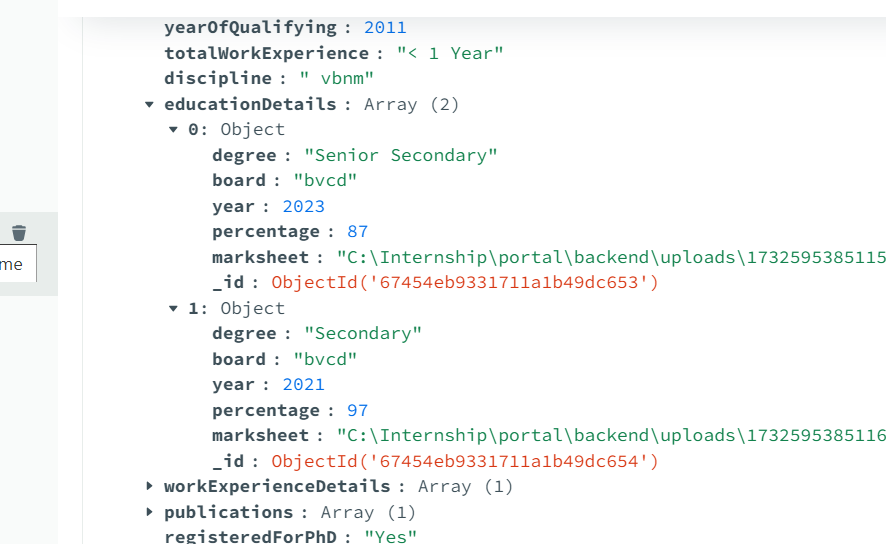 yearOfQualifying : 2011
totalWorkExperience : "< 1 Year"
discipline : " vbnm"
educationDetails : Array (2)
0: Object
degree : "Senior Secondary"
board : "bvcd"
year : 2023
percentage : 87
marksheet : "C:\Internship\portal\backend\uploads\1732595385115
_id : ObjectId('67454eb9331711a1b49dc653')
me
1: Object
degree : "Secondary"
board : "bvcd"
year : 2021
percentage : 97
marksheet : "C:\Internship\portal\backend\uploads\1732595385116
_id : ObjectId('67454eb9331711a1b49dc654')
workExperienceDetails : Array (1)
publications : Array (1)
registeredForPhD : "Yes"